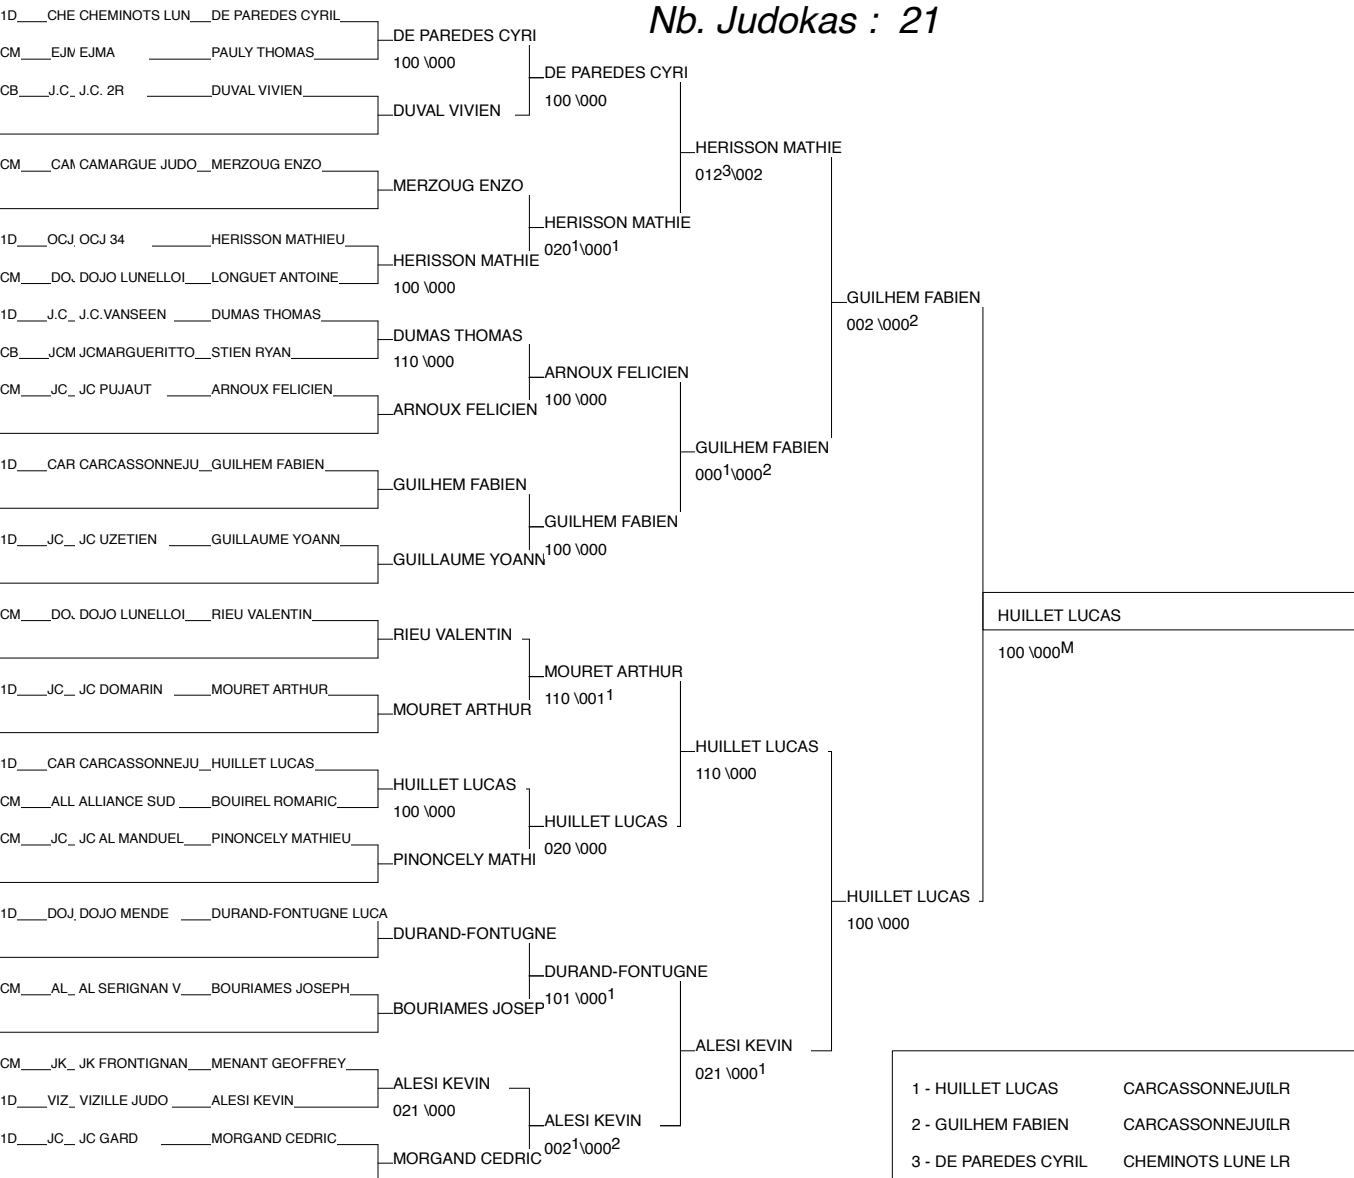 Nb. Judokas : 21
1D CHE CHEMINOTS LUN DE PAREDES CYRIL
CM EJM EJMA PAULY THOMAS
CB J.C_ J.C. 2R DUVAL VIVIEN
CM CAM CAMARGUE JUDO MERZOUG ENZO
1D OCJ OCJ 34 HERISSON MATHIEU
CM DOJ DOJO LUNELLOI LONGUET ANTOINE
1D J.C_ J.C.VANSEEN DUMAS THOMAS
CB JCM JCMARGUERITTO STIEN RYAN
CM JC_ JC PUJAUT ARNOUX FELICIEN
1D CAR CARCASSONNEJU GUILHEM FABIEN
1D JC_ JC UZETIEN GUILLAUME YOANN
CM DOJ DOJO LUNELLOI RIEU VALENTIN
1D JC_ JC DOMARIN MOURET ARTHUR
1D CAR CARCASSONNEJU HUILLET LUCAS
CM ALL ALLIANCE SUD BOUIREL ROMARIC
CM JC_ JC AL MANDUEL PINONCELY MATHIEU
1D DOJ DOJO MENDE DURAND-FONTUGNE LUCA
CM AL_ AL SERIGNAN V BOURIAMES JOSEPH
CM JK_ JK FRONTIGNAN MENANT GEOFFREY
1D VIZ_ VIZILLE JUDO ALESI KEVIN
1D JC_ JC GARD MORGAND CEDRIC
DE PAREDES CYRI
100 \000
DUVAL VIVIEN
MERZOUG ENZO
HERISSON MATHIE
100 \000
DUMAS THOMAS
110 \000
ARNOUX FELICIEN
GUILHEM FABIEN
GUILLAUME YOANN
RIEU VALENTIN
MOURET ARTHUR
HUILLET LUCAS
100 \000
PINONCELY MATHI
DURAND-FONTUGNE
BOURIAMES JOSEP
ALESI KEVIN
021 \000
MORGAND CEDRIC
DE PAREDES CYRI
100 \000
HERISSON MATHIE
020¹\000¹
ARNOUX FELICIEN
100 \000
GUILHEM FABIEN
100 \000
MOURET ARTHUR
110 \001¹
HUILLET LUCAS
020 \000
DURAND-FONTUGNE
101 \000¹
ALESI KEVIN
002¹\000²
HERISSON MATHIE
012³\002
GUILHEM FABIEN
000¹\000²
HUILLET LUCAS
110 \000
ALESI KEVIN
021 \000¹
GUILHEM FABIEN
002 \000²
HUILLET LUCAS
100 \000
HUILLET LUCAS
100 \000ᴹ
1 - HUILLET LUCAS CARCASSONNEJUILR
2 - GUILHEM FABIEN CARCASSONNEJUILR
3 - DE PAREDES CYRIL CHEMINOTS LUNE LR